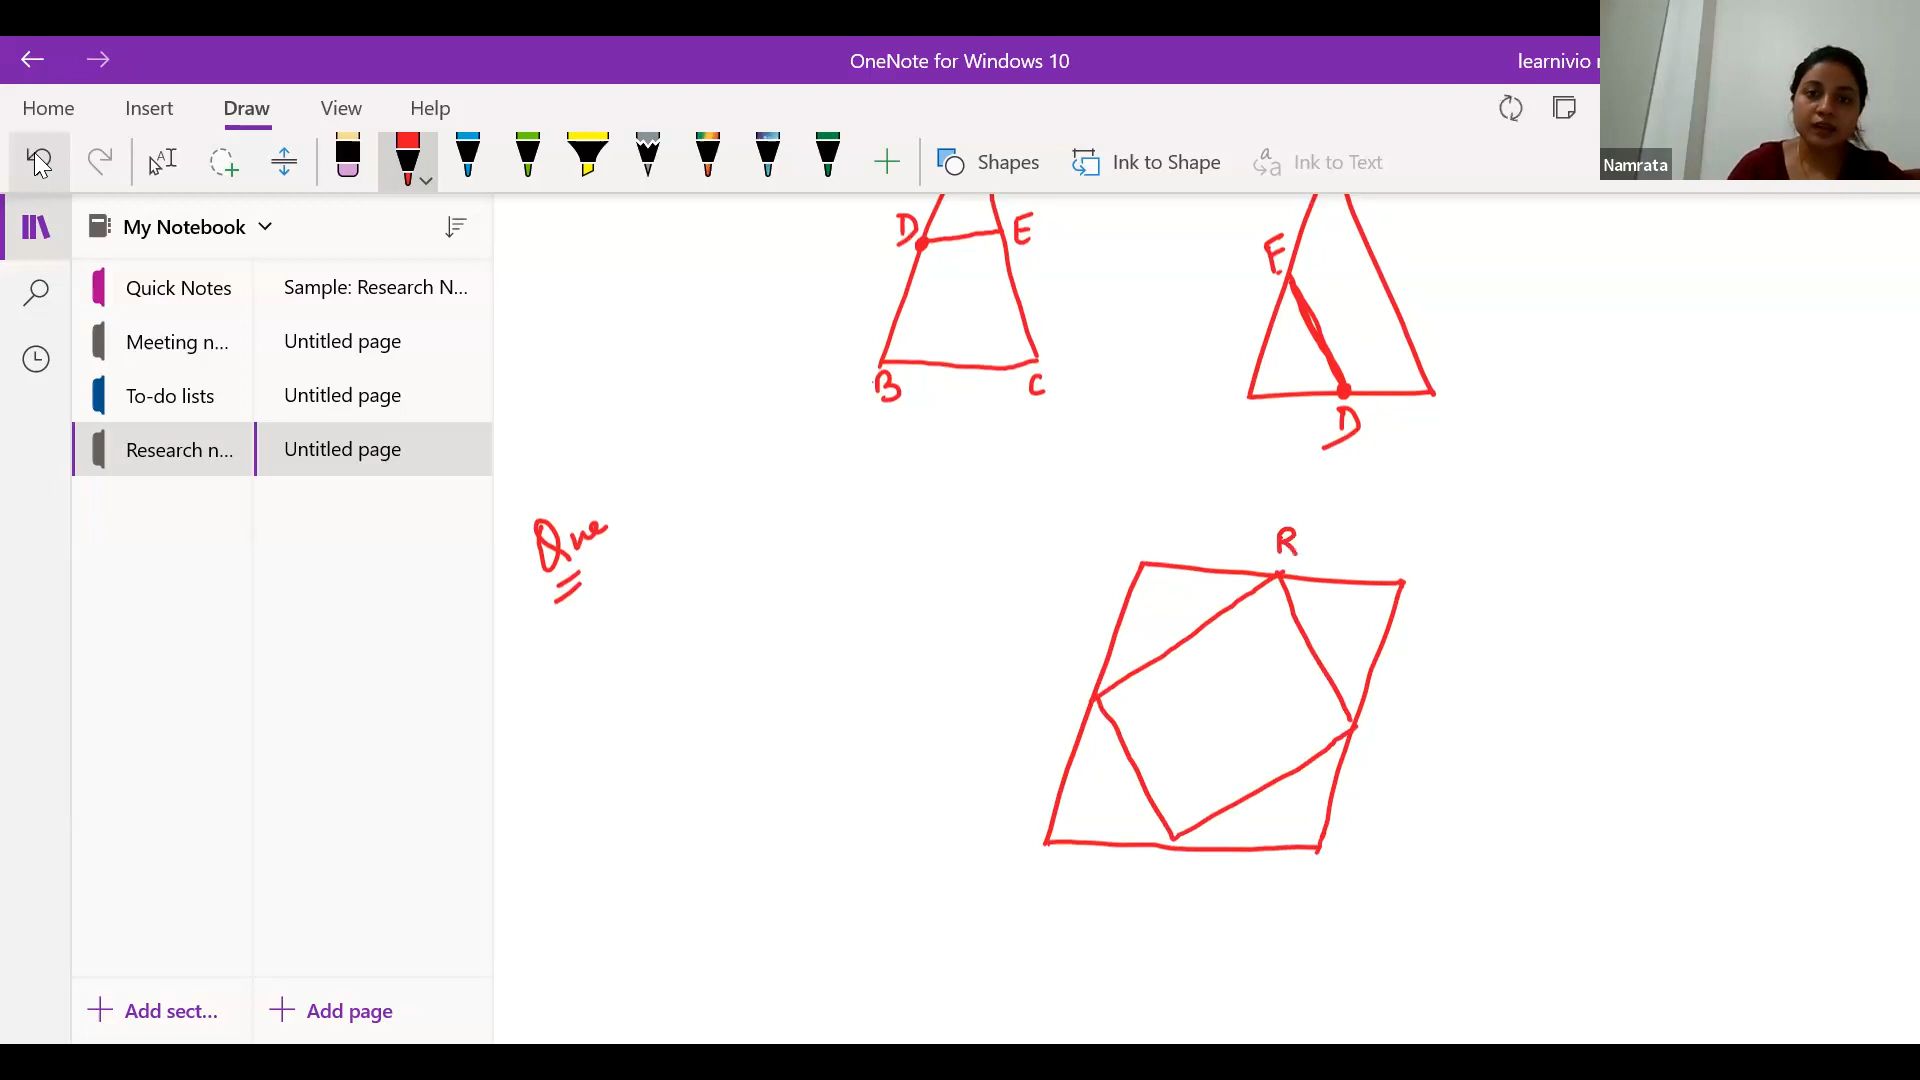 OneNote for Windows 10
learnivio
Home Insert Draw View Help
Shapes
Ink to Shape
Ink to Text
Namrata
My Notebook
Quick Notes
Meeting n...
To-do lists
Research n...
Sample: Research N...
Untitled page
Untitled page
Untitled page
D E
B C
F
D
Que
R
Add sect...
Add page